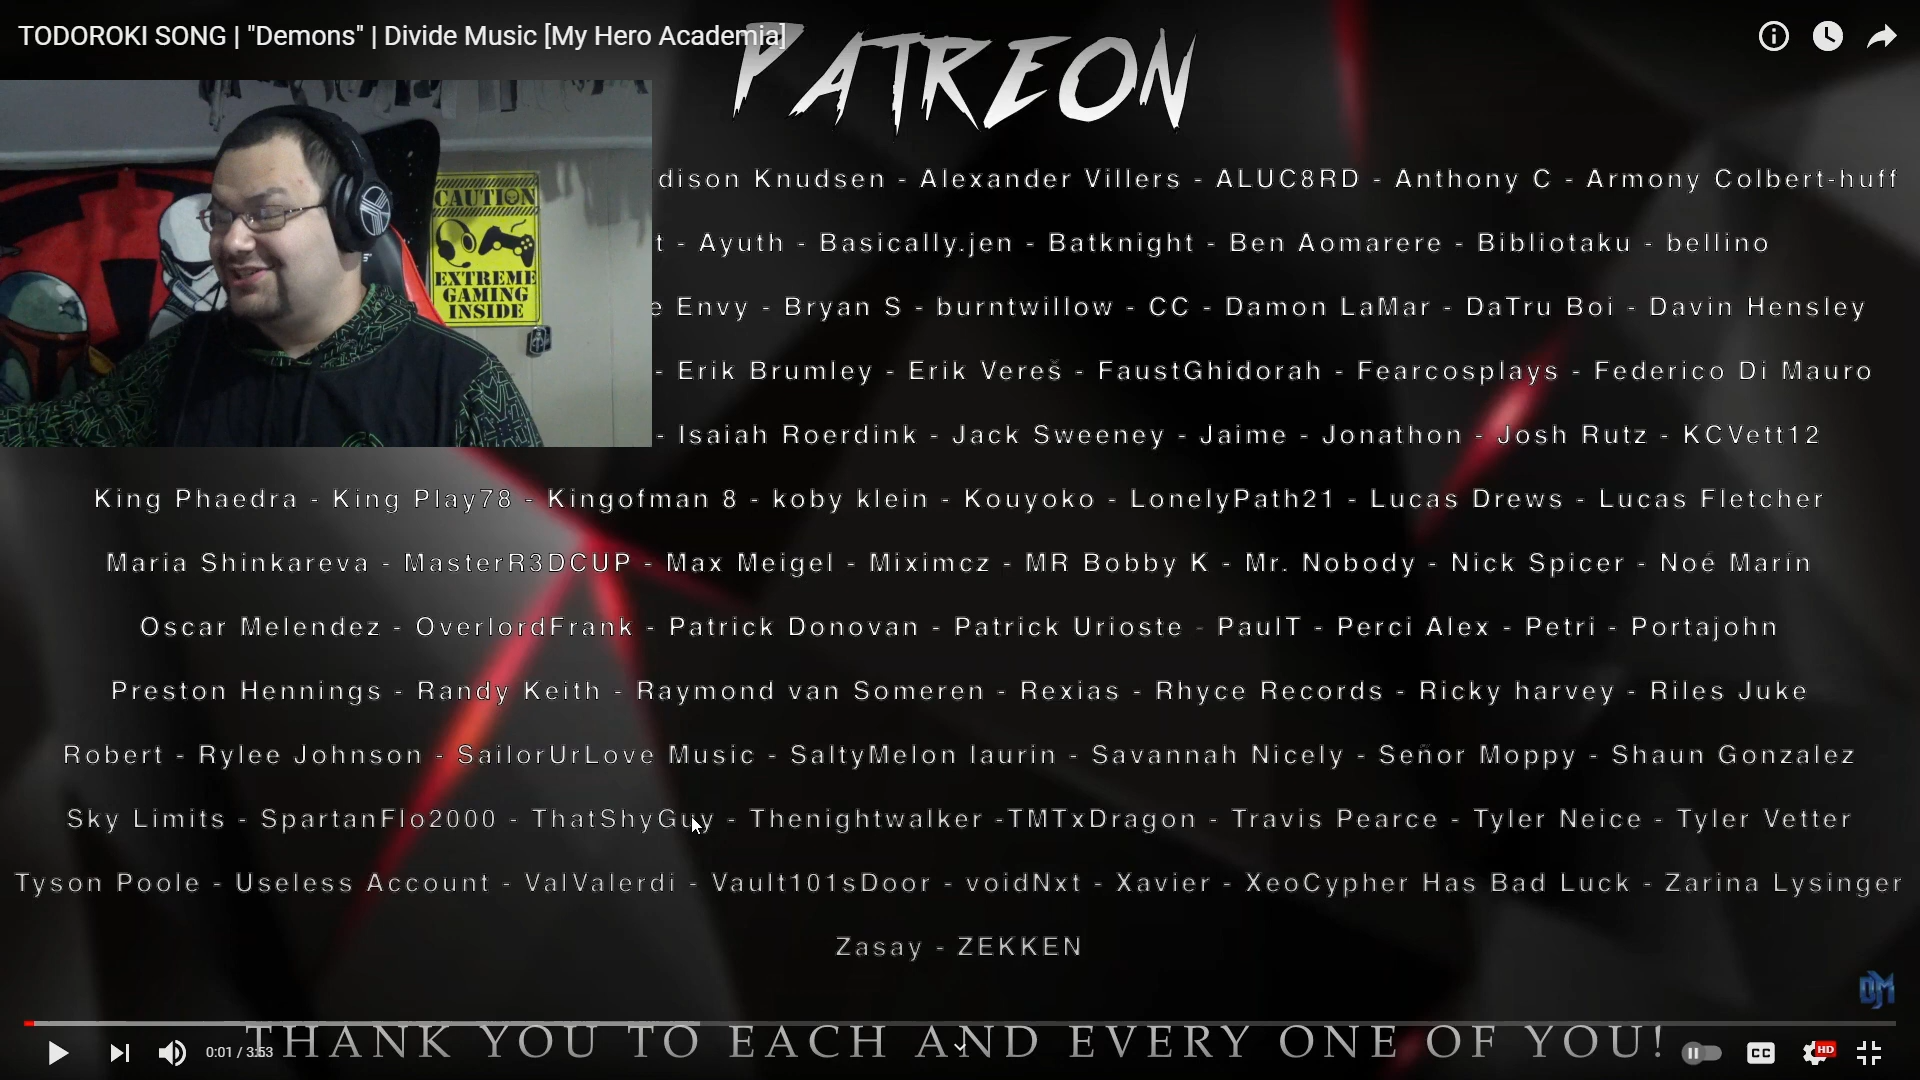 TODOROKI SONG | "Demons" | Divide Music [My Hero Academia]
PATREON
dison Knudsen - Alexander Villers - ALUC8RD - Anthony C - Armony Colbert-huff
t - Ayuth - Basically.jen - Batknight - Ben Aomarere - Bibliotaku - bellino
e Envy - Bryan S - burntwillow - CC - Damon LaMar - DaTru Boi - Davin Hensley
- Erik Brumley - Erik Vereš - FaustGhidorah - Fearcosplays - Federico Di Mauro
- Isaiah Roerdink - Jack Sweeney - Jaime - Jonathon - Josh Rutz - KCVett12
CAUTION
EXTREME
GAMING
INSIDE
King Phaedra - King Play78 - Kingofman 8 - koby klein - Kouyoko - LonelyPath21 - Lucas Drews - Lucas Fletcher
Maria Shinkareva - MasterR3DCUP - Max Meigel - Miximcz - MR Bobby K - Mr. Nobody - Nick Spicer - Noé Marín
Oscar Melendez - OverlordFrank - Patrick Donovan - Patrick Urioste - PaulT - Perci Alex - Petri - Portajohn
Preston Hennings - Randy Keith - Raymond van Someren - Rexias - Rhyce Records - Ricky harvey - Riles Juke
Robert - Rylee Johnson - SailorUrLove Music - SaltyMelon laurin - Savannah Nicely - Señor Moppy - Shaun Gonzalez
Sky Limits - SpartanFlo2000 - ThatShyGuy - Thenightwalker -TMTxDragon - Travis Pearce - Tyler Neice - Tyler Vetter
Tyson Poole - Useless Account - ValValerdi - Vault101sDoor - voidNxt - Xavier - XeoCypher Has Bad Luck - Zarina Lysinger
Zasay - ZEKKEN
DM
THANK YOU TO EACH AND EVERY ONE OF YOU!
0:01 / 3:53
CC
HD